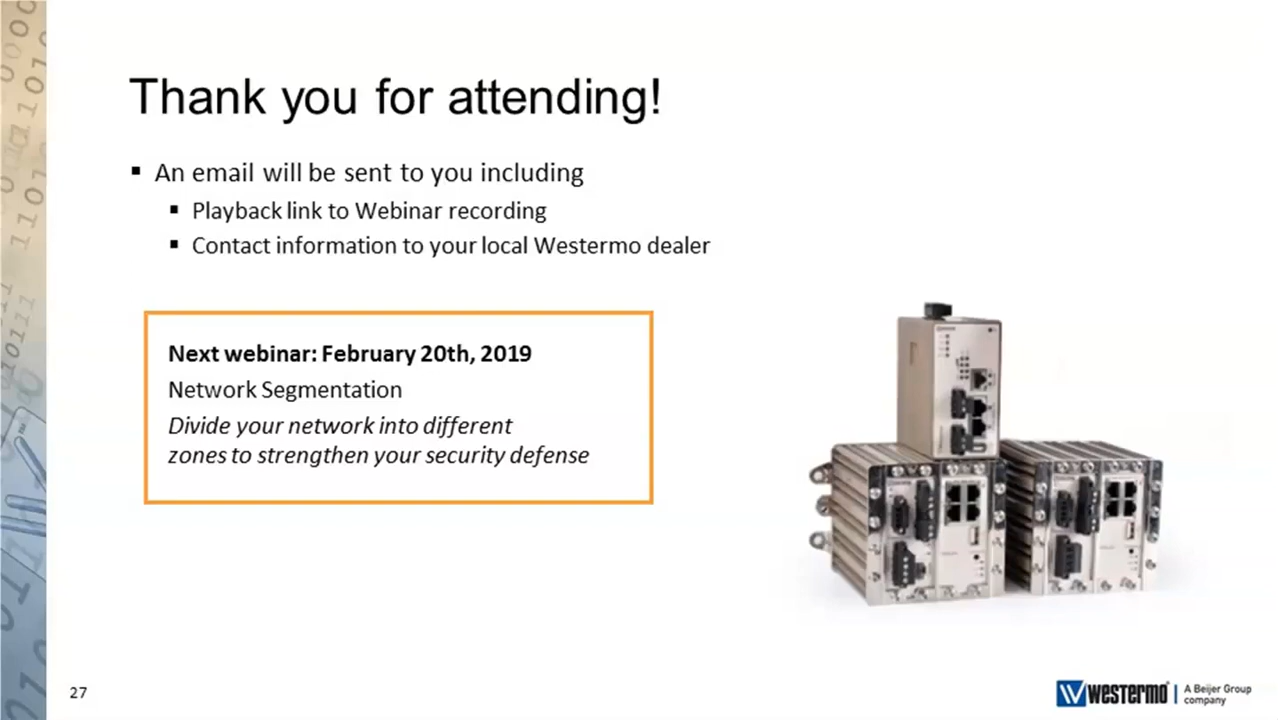 Thank you for attending!
▪ An email will be sent to you including
▪ Playback link to Webinar recording
▪ Contact information to your local Westermo dealer
Next webinar: February 20th, 2019
Network Segmentation
Divide your network into different
zones to strengthen your security defense
27
westermo
A Beijer Group
company